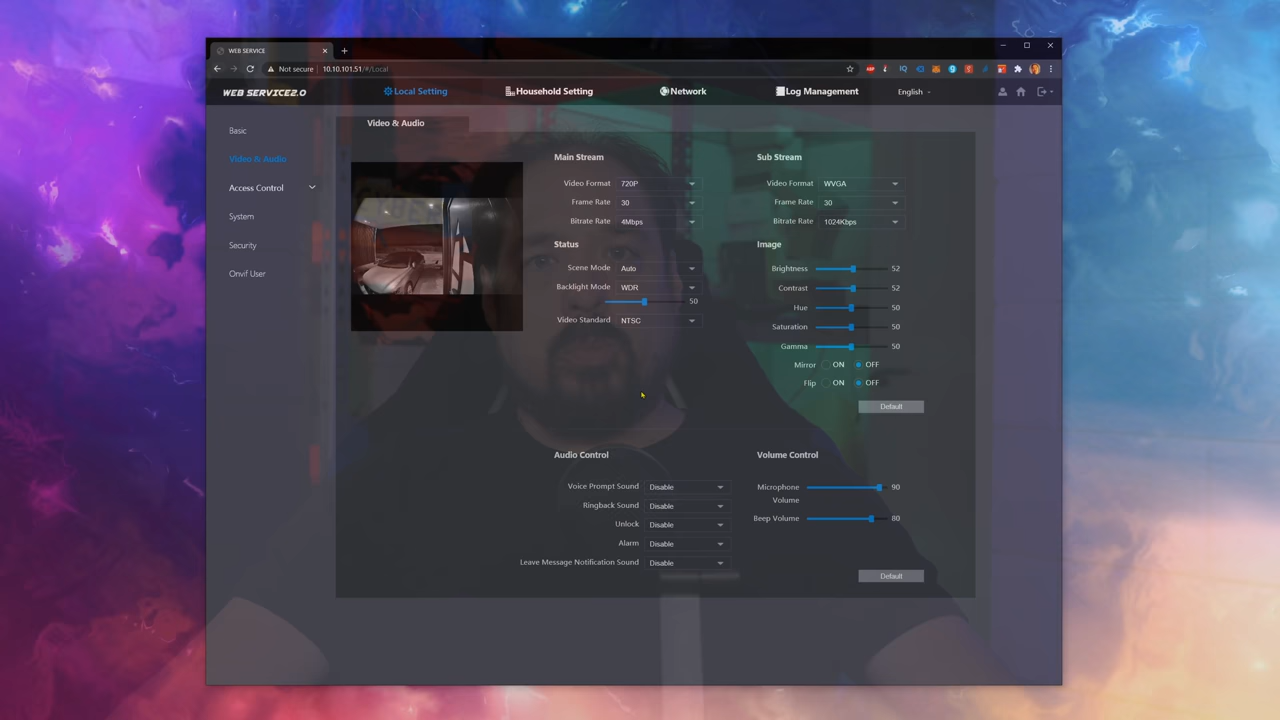 WEB SERVICE
Not secure 10.10.101.51/#/Local
WEB SERVICE2.0
Local Setting
Household Setting
Network
Log Management
English
Basic
Video & Audio
Access Control
System
Security
Onvif User
Video & Audio
Main Stream
Video Format 720P
Frame Rate 30
Bitrate Rate 4Mbps
Status
Scene Mode Auto
Backlight Mode WDR
50
Video Standard NTSC
Sub Stream
Video Format WVGA
Frame Rate 30
Bitrate Rate 1024Kbps
Image
Brightness 52
Contrast 52
Hue 50
Saturation 50
Gamma 50
Mirror ON OFF
Flip ON OFF
Default
Audio Control
Voice Prompt Sound Disable
Ringback Sound Disable
Unlock Disable
Alarm Disable
Leave Message Notification Sound Disable
Volume Control
Microphone 90
Volume
Beep Volume 80
Default